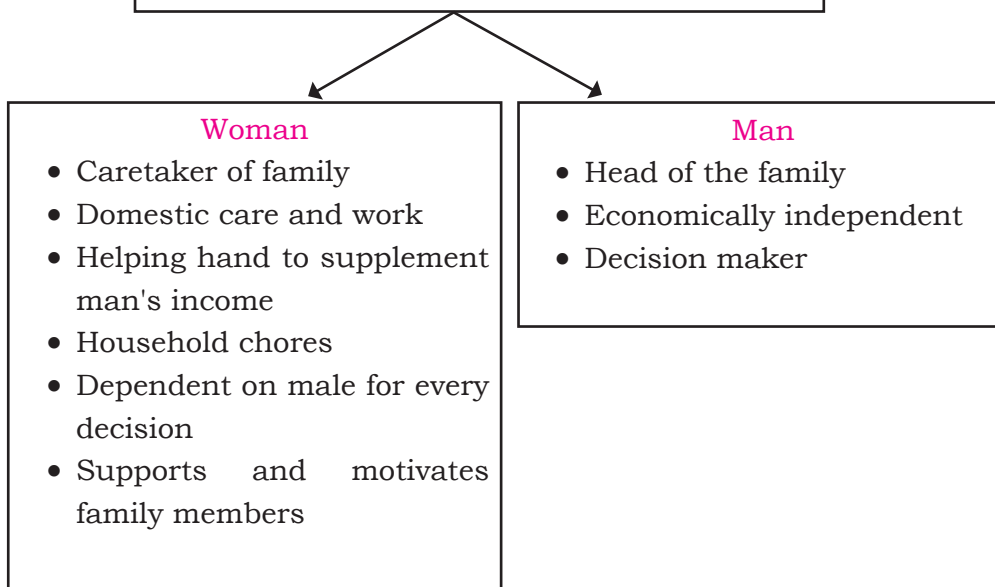 Woman
• Caretaker of family
• Domestic care and work
• Helping hand to supplement
man's income
• Household chores
• Dependent on male for every
decision
• Supports and motivates
family members
Man
• Head of the family
• Economically independent
• Decision maker